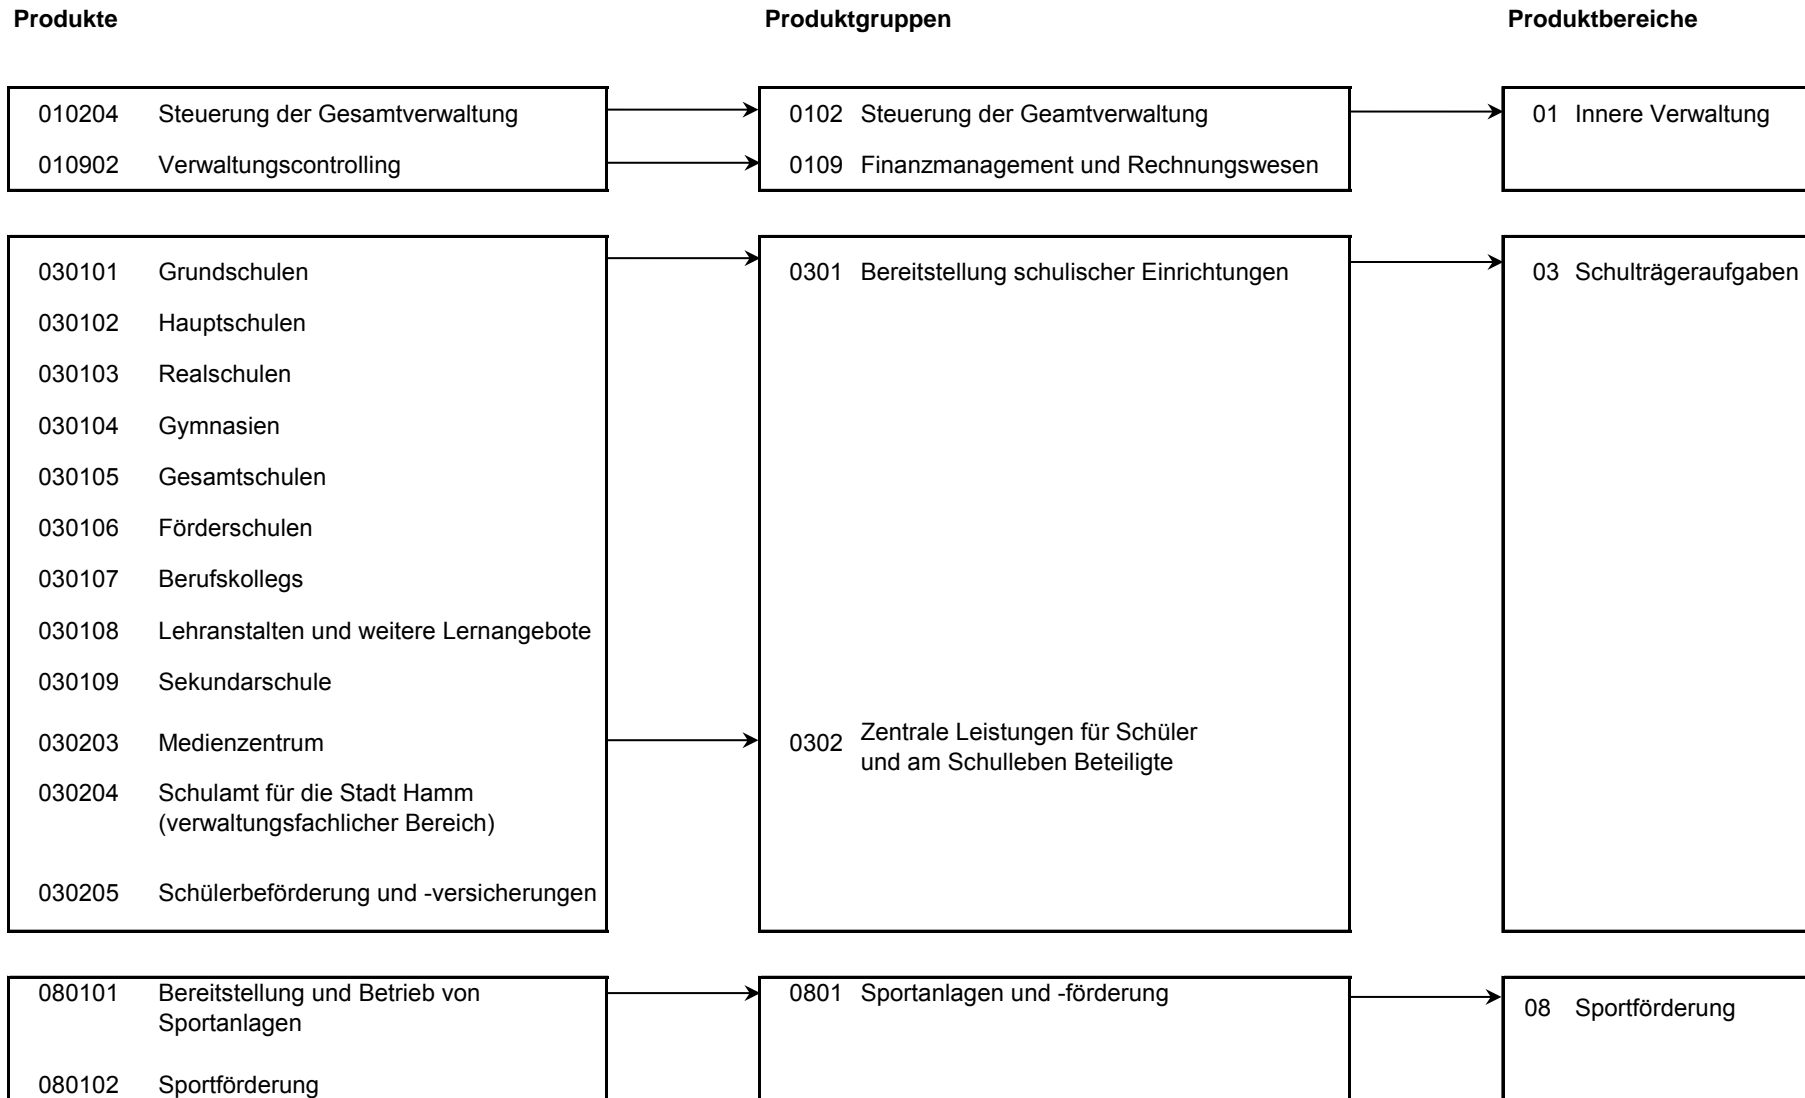 Produkte Produktgruppen Produktbereiche
010204 Steuerung der Gesamtverwaltung 0102 Steuerung der Geamtverwaltung 01 Innere Verwaltung
010902 Verwaltungscontrolling 0109 Finanzmanagement und Rechnungswesen
030101 Grundschulen 0301 Bereitstellung schulischer Einrichtungen 03 Schulträgeraufgaben
030102 Hauptschulen
030103 Realschulen
030104 Gymnasien
030105 Gesamtschulen
030106 Förderschulen
030107 Berufskollegs
030108 Lehranstalten und weitere Lernangebote
030109 Sekundarschule
030203 Medienzentrum 0302 Zentrale Leistungen für Schüler
und am Schulleben Beteiligte
030204 Schulamt für die Stadt Hamm
(verwaltungsfachlicher Bereich)
030205 Schülerbeförderung und -versicherungen
080101 Bereitstellung und Betrieb von 0801 Sportanlagen und -förderung 08 Sportförderung
Sportanlagen
080102 Sportförderung